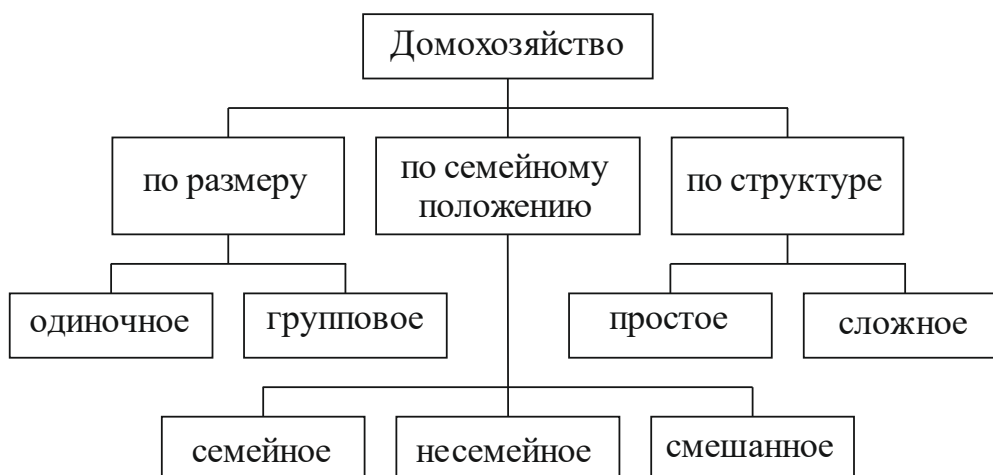 Домохозяйство
по размеру
по семейному
положению
по структуре
одиночное
групповое
простое
сложное
семейное
несемейное
смешанное